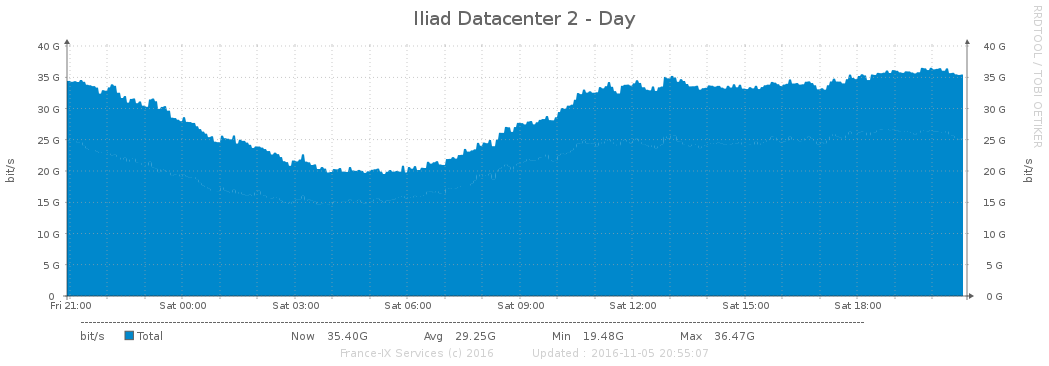 Iliad Datacenter 2 - Day
RRDTOOL / TOBI OETIKER
40 G 40 G
35 G 35 G
30 G 30 G
25 G 25 G
20 G 20 G
15 G 15 G
10 G 10 G
5 G 5 G
0 0 G
bit/s
bit/s
Fri 21:00 Sat 00:00 Sat 03:00 Sat 06:00 Sat 09:00 Sat 12:00 Sat 15:00 Sat 18:00
bit/s Total Now 35.40G Avg 29.25G Min 19.48G Max 36.47G
France-IX Services (c) 2016 Updated : 2016-11-05 20:55:07